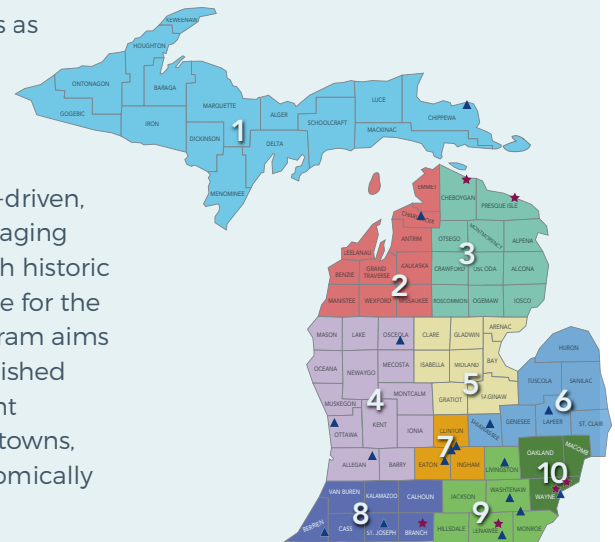 s as
-driven,
aging
h historic
e for the
ram aims
ished
nt
towns,
omically
KEWEENAW
HOUGHTON
ONTONAGON
BARAGA
GOGEBIC
IRON
MARQUETTE
DICKINSON
1
ALGER
DELTA
MENOMINEE
SCHOOLCRAFT
LUCE
MACKINAC
CHIPPEWA
EMMET
CHEBOYGAN
PRESQUE ISLE
CHARLEVOIX
ANTRIM
OTSEGO
MONTMORENCY
ALPENA
3
LEELANAU
BENZIE
GRAND
TRAVERSE
KALKASKA
CRAWFORD
OSCODA
ALCONA
2
MANISTEE
WEXFORD
MISSAUKEE
ROSCOMMON
OGEMAW
IOSCO
MASON
LAKE
OSCEOLA
CLARE
GLADWIN
ARENAC
HURON
OCEANA
NEWAYGO
MECOSTA
ISABELLA
MIDLAND
BAY
5
TUSCOLA
SANILAC
MUSKEGON
4
MONTCALM
GRATIOT
SAGINAW
6
OTTAWA
KENT
IONIA
CLINTON
SHIAWASSEE
GENESEE
LAPEER
ST. CLAIR
7
ALLEGAN
BARRY
EATON
INGHAM
LIVINGSTON
OAKLAND
MACOMB
10
VAN BUREN
KALAMAZOO
CALHOUN
JACKSON
WASHTENAW
WAYNE
8
9
BERRIEN
CASS
ST. JOSEPH
BRANCH
HILLSDALE
LENAWEE
MONROE